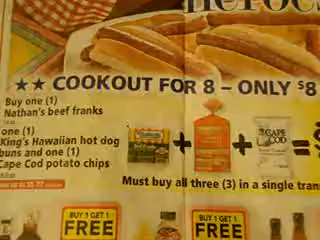 heroes
★★ COOKOUT FOR 8 – ONLY $8
Buy one (1)
Nathan's beef franks
one (1)
King's Hawaiian hot dog
buns and one (1)
Cape Cod potato chips
Must buy all three (3) in a single tran
CAPE COD
BUY 1 GET 1
FREE
BUY 1 GET 1
FREE